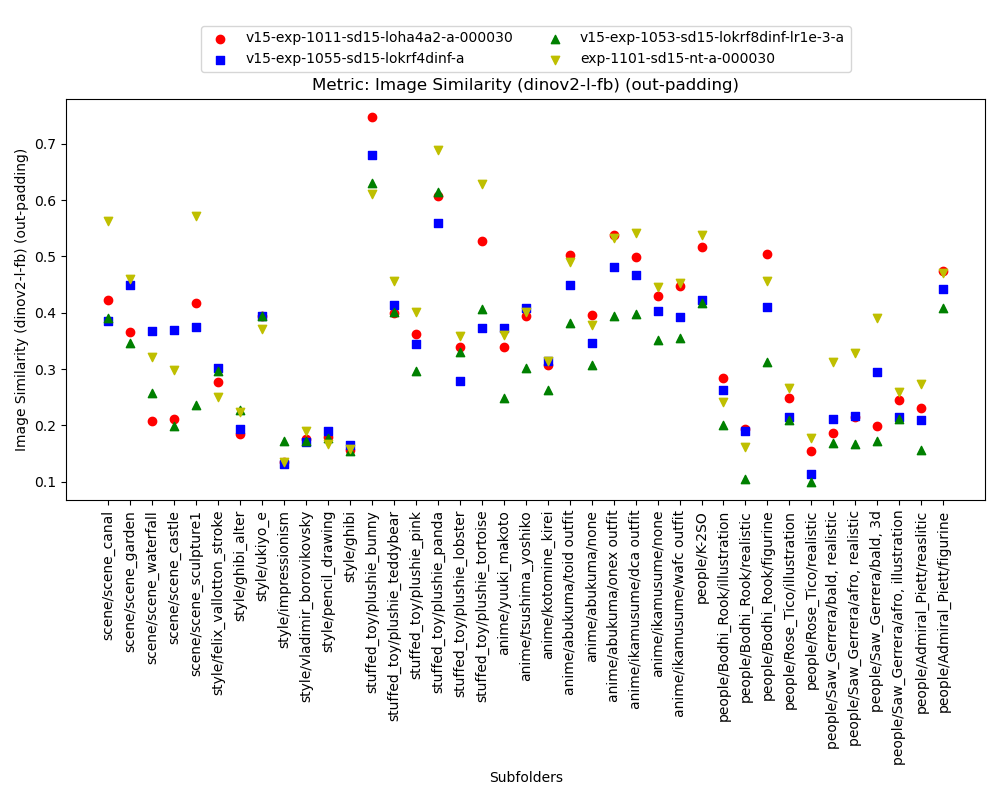 v15-exp-1011-sd15-loha4a2-a-000030
v15-exp-1055-sd15-lokrf4dinf-a
v15-exp-1053-sd15-lokrf8dinf-lr1e-3-a
exp-1101-sd15-nt-a-000030
Metric: Image Similarity (dinov2-l-fb) (out-padding)
Image Similarity (dinov2-l-fb) (out-padding)
0.7
0.6
0.5
0.4
0.3
0.2
0.1
scene/scene_canal
scene/scene_garden
scene/scene_waterfall
scene/scene_castle
scene/scene_sculpture1
style/felix_vallotton_stroke
style/ghibi_alter
style/ukiyo_e
style/impressionism
style/vladimir_borovikovsky
style/pencil_drawing
style/ghibi
stuffed_toy/plushie_bunny
stuffed_toy/plushie_teddybear
stuffed_toy/plushie_pink
stuffed_toy/plushie_panda
stuffed_toy/plushie_lobster
stuffed_toy/plushie_tortoise
anime/yuuki_makoto
anime/tsushima_yoshiko
anime/kotomine_kirei
anime/abukuma/toid outfit
anime/abukuma/none
anime/abukuma/onex outfit
anime/ikamusume/dca outfit
anime/ikamusume/none
anime/ikamusume/wafc outfit
people/K-2SO
people/Bodhi_Rook/illustration
people/Bodhi_Rook/realistic
people/Bodhi_Rook/figurine
people/Rose_Tico/illustration
people/Rose_Tico/realistic
people/Saw_Gerrera/bald, realistic
people/Saw_Gerrera/afro, realistic
people/Saw_Gerrera/bald, 3d
people/Saw_Gerrera/afro, illustration
people/Admiral_Piett/reaslitic
people/Admiral_Piett/figurine
Subfolders